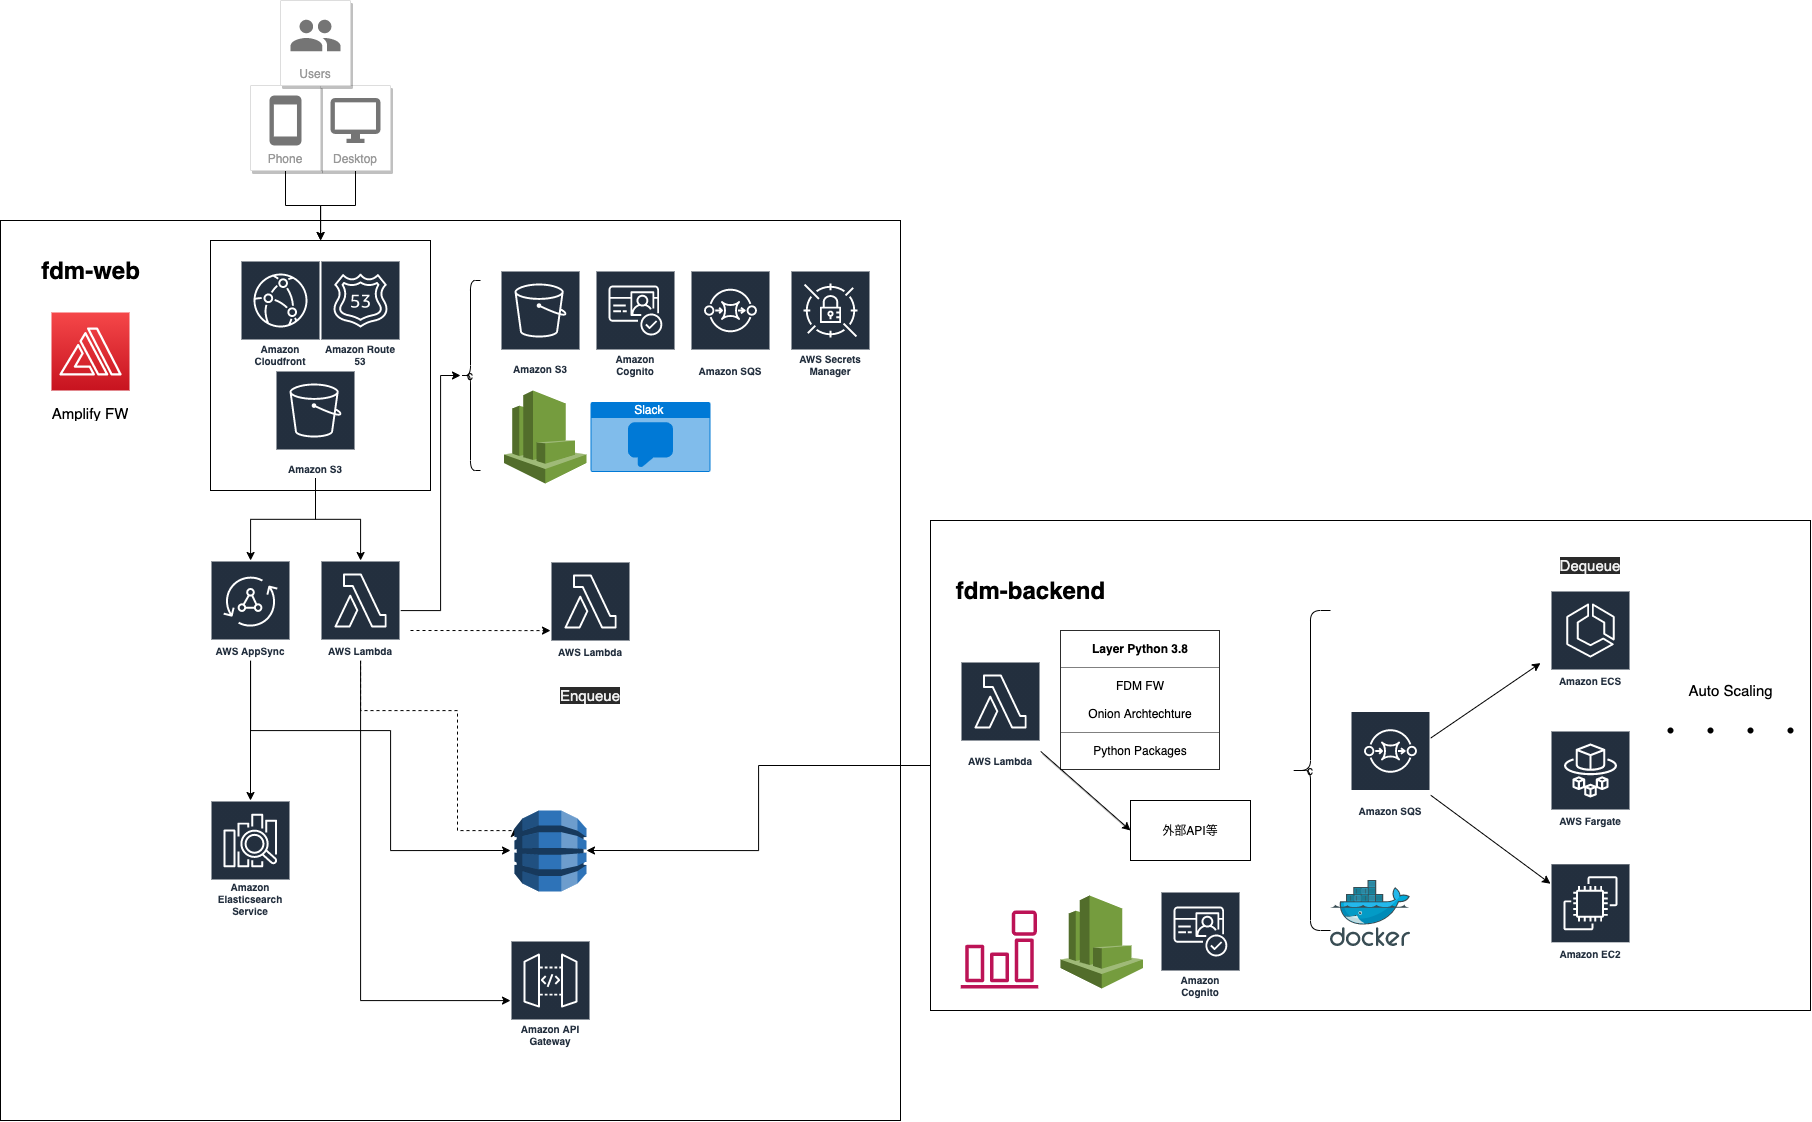 Users
Phone
Desktop
fdm-web
Amplify FW
Amazon
Cloudfront
Amazon Route
53
53
Amazon S3
Amazon S3
Amazon
Cognito
Amazon SQS
AWS Secrets
Manager
Slack
AWS AppSync
AWS Lambda
AWS Lambda
Enqueue
Amazon
Elasticsearch
Service
</>
Amazon API
Gateway
fdm-backend
AWS Lambda
Layer Python 3.8
FDM FW
Onion Archtechture
Python Packages
外部API等
Amazon
Cognito
docker
Amazon SQS
Dequeue
Amazon ECS
AWS Fargate
Amazon EC2
Auto Scaling